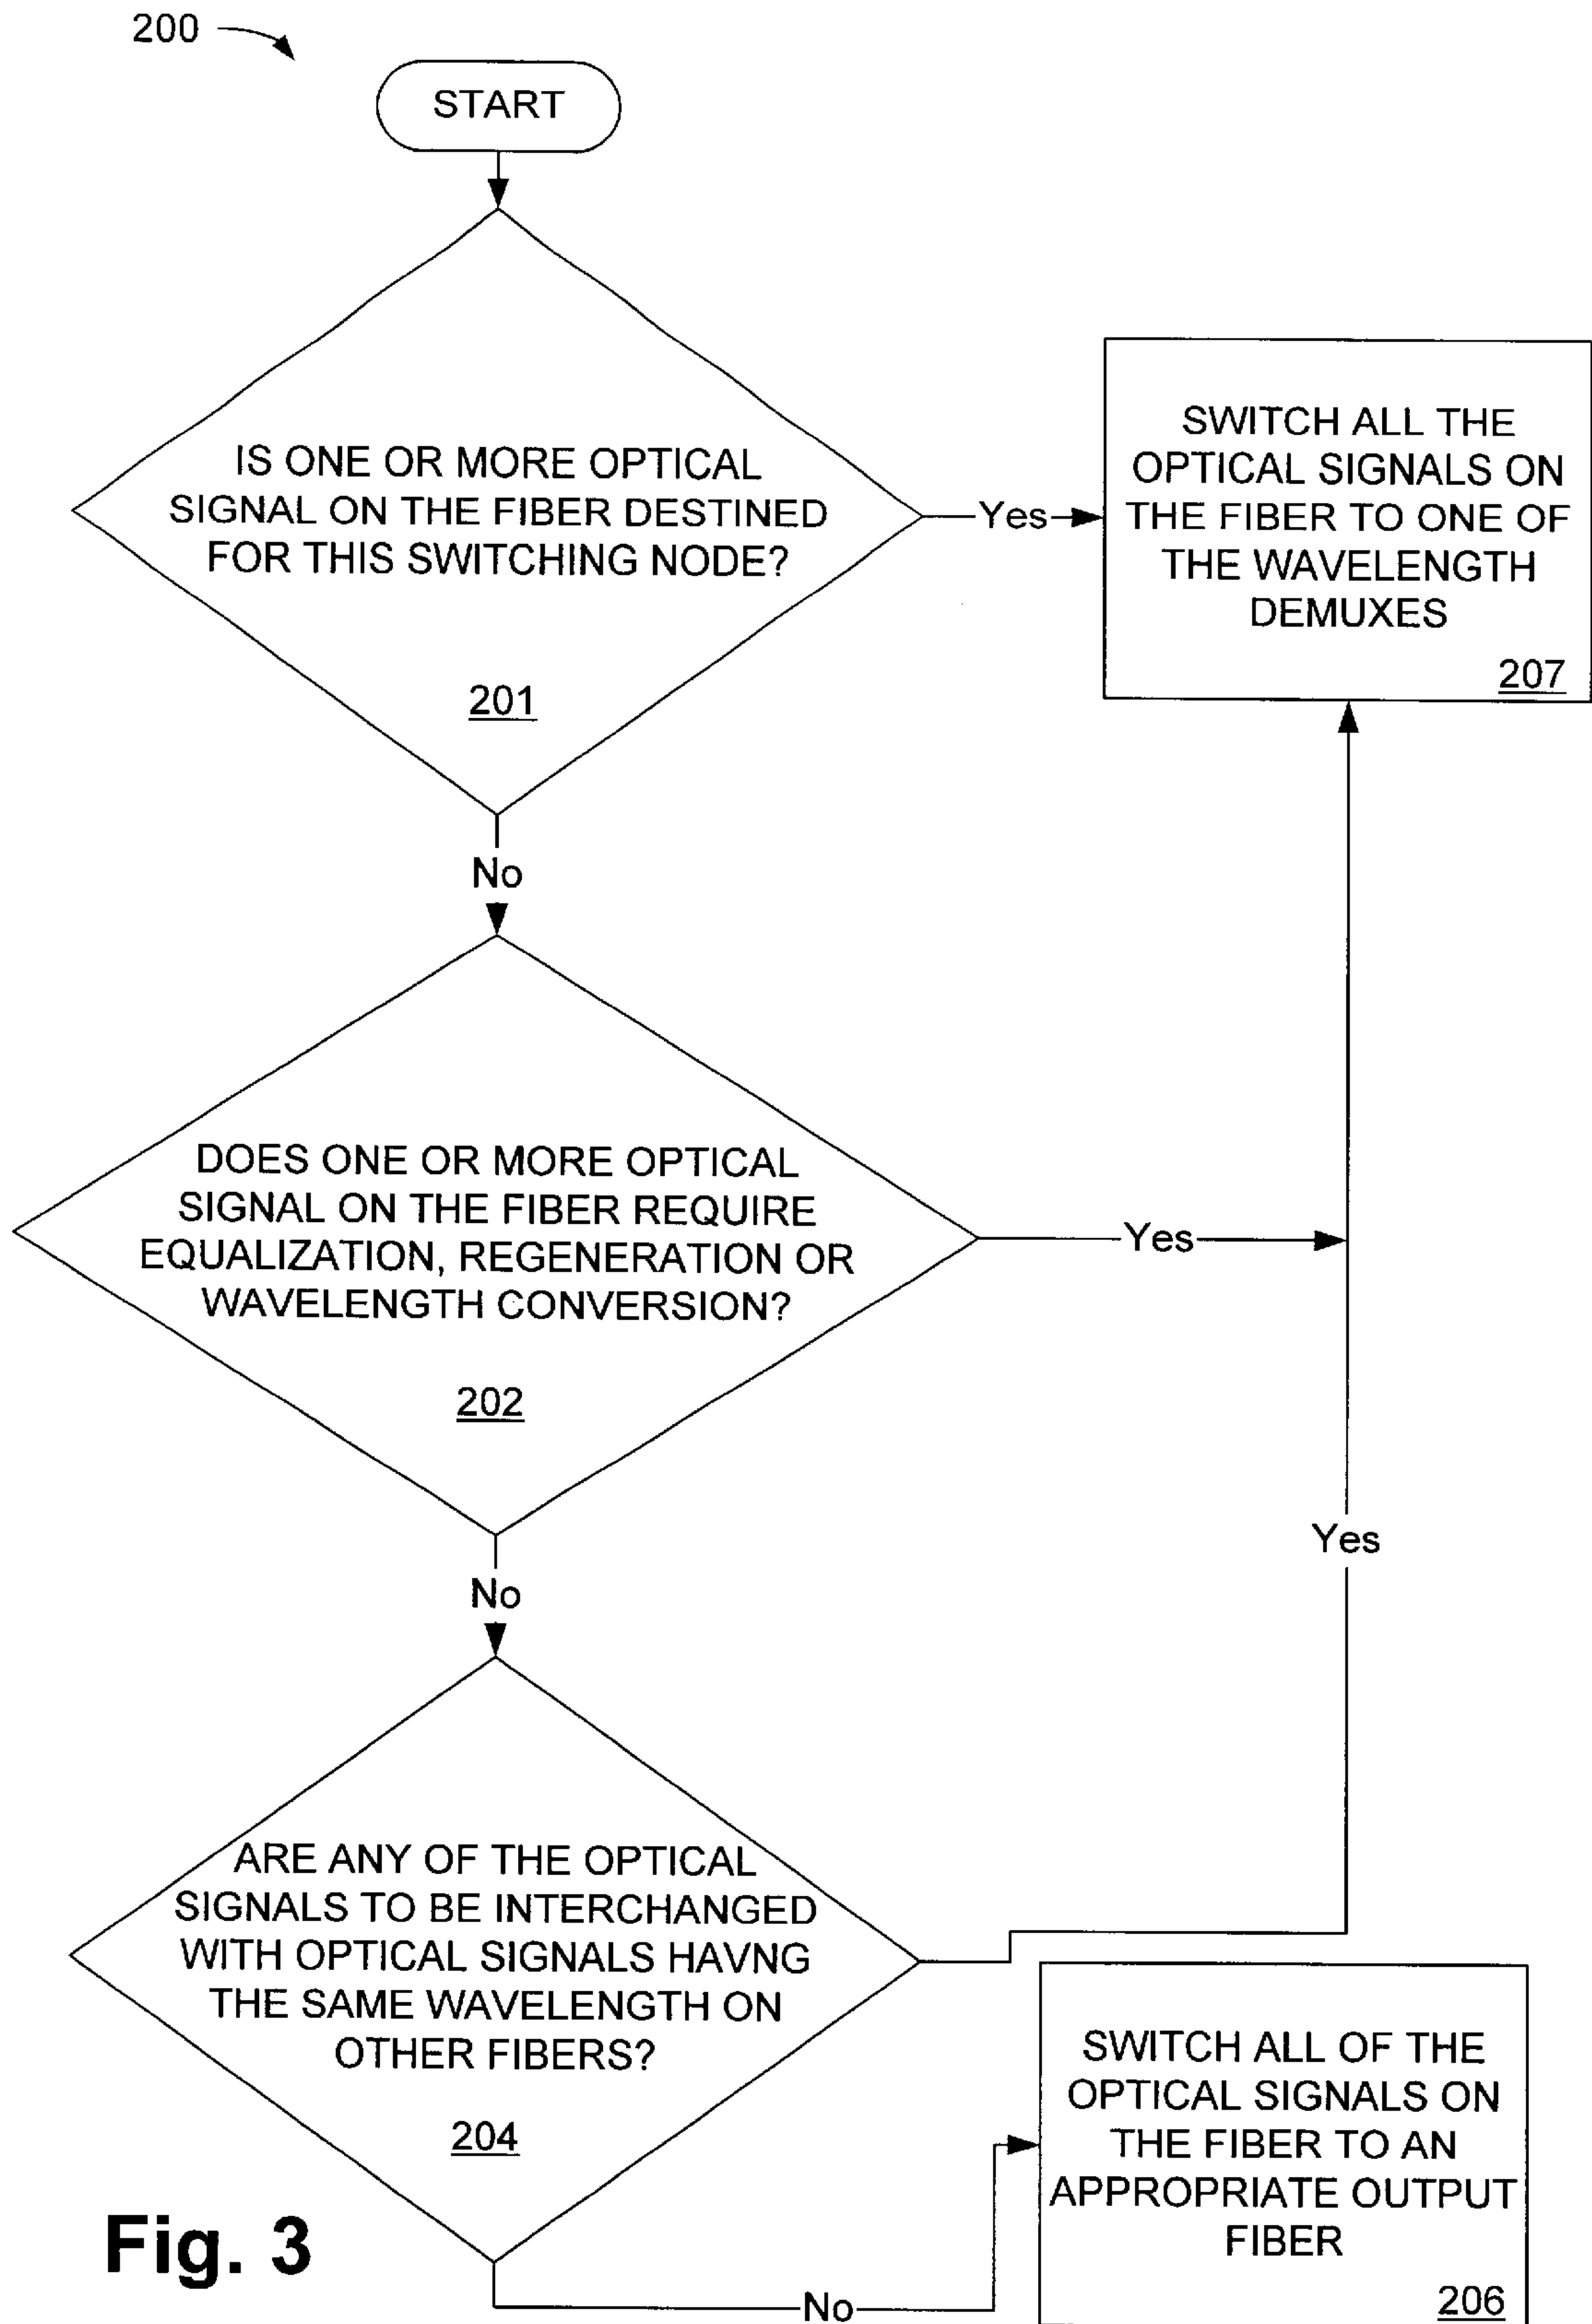 200
START
IS ONE OR MORE OPTICAL
SIGNAL ON THE FIBER DESTINED
FOR THIS SWITCHING NODE?
201
Yes
SWITCH ALL THE
OPTICAL SIGNALS ON
THE FIBER TO ONE OF
THE WAVELENGTH
DEMUXES
207
No
DOES ONE OR MORE OPTICAL
SIGNAL ON THE FIBER REQUIRE
EQUALIZATION, REGENERATION OR
WAVELENGTH CONVERSION?
202
Yes
Yes
No
ARE ANY OF THE OPTICAL
SIGNALS TO BE INTERCHANGED
WITH OPTICAL SIGNALS HAVNG
THE SAME WAVELENGTH ON
OTHER FIBERS?
204
SWITCH ALL OF THE
OPTICAL SIGNALS ON
THE FIBER TO AN
APPROPRIATE OUTPUT
FIBER
206
No
Fig. 3